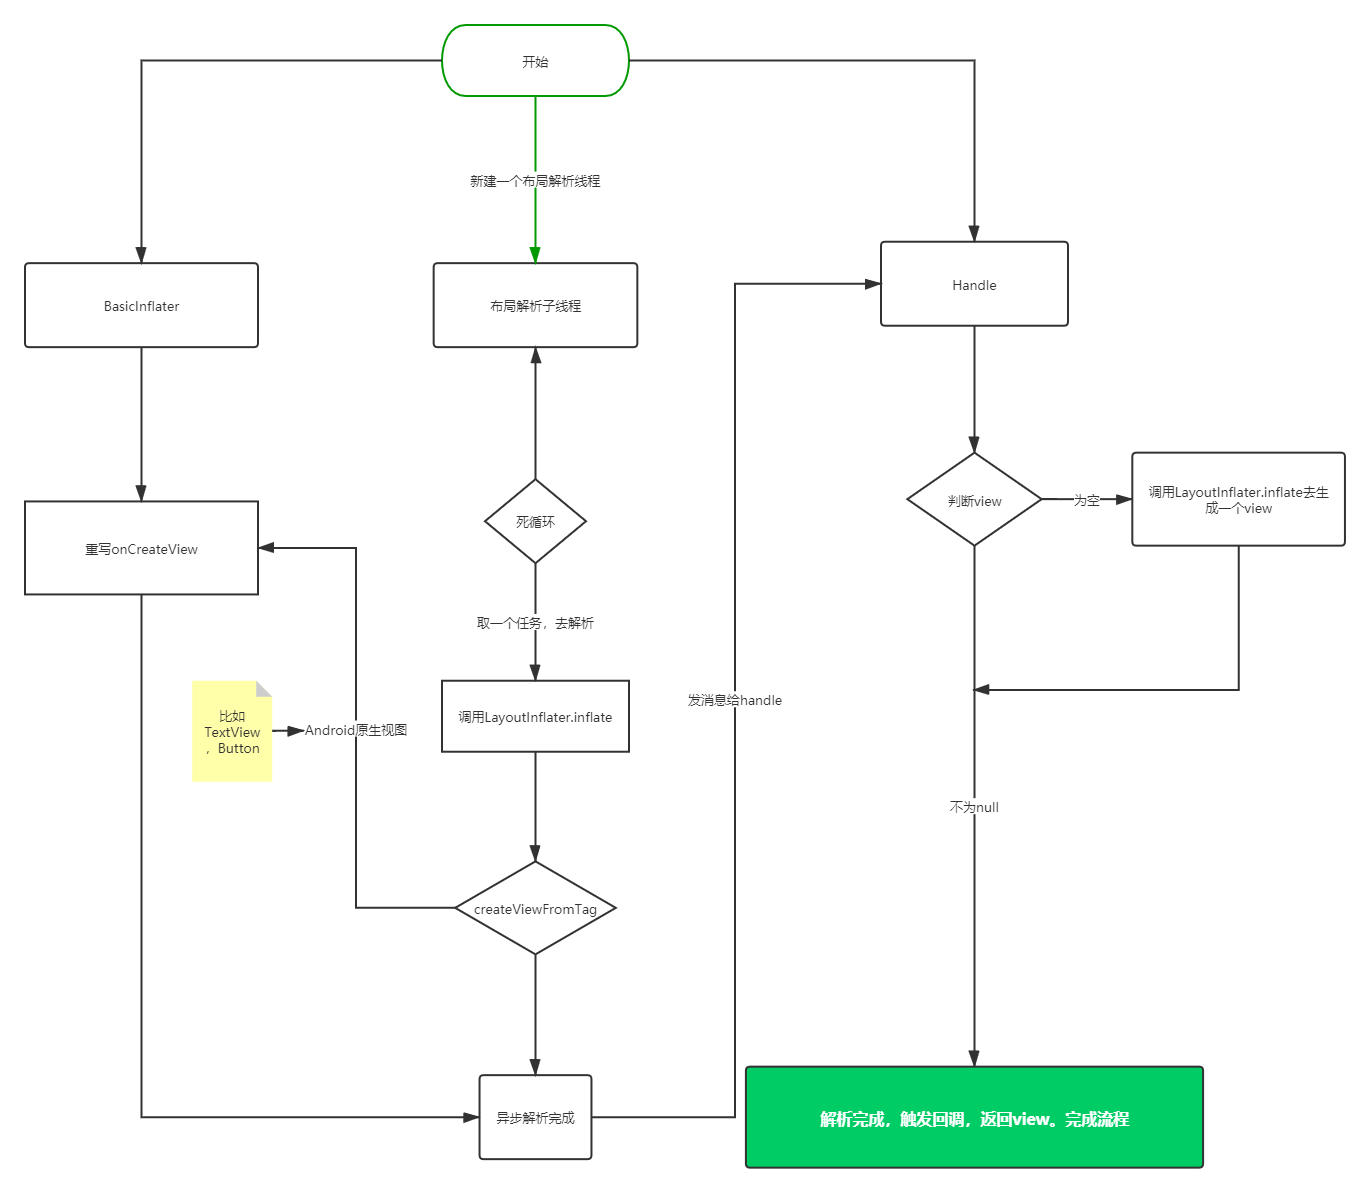 开始
新建一个布局解析线程
BasicInflater
布局解析子线程
Handle
重写onCreateView
死循环
判断view
为空
调用LayoutInflater.inflate去生
成一个view
取一个任务，去解析
比如
TextView
，Button
Android原生视图
调用LayoutInflater.inflate
发消息给handle
不为null
createViewFromTag
异步解析完成
解析完成，触发回调，返回view。完成流程